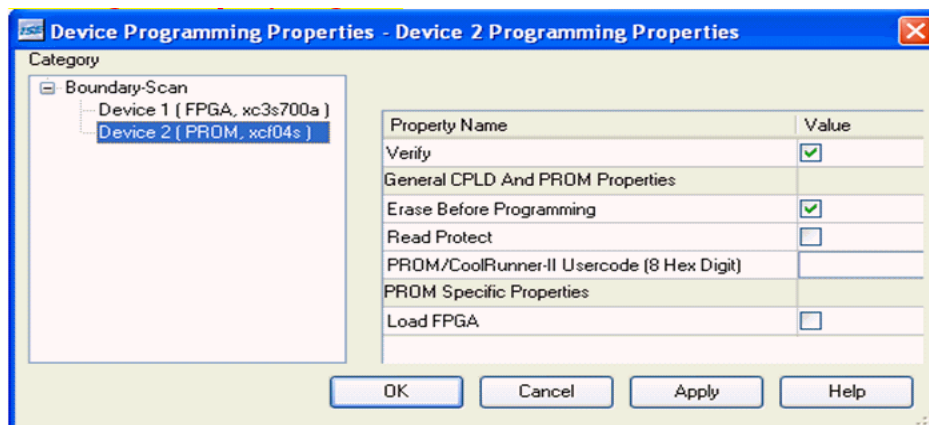 Device Programming Properties - Device 2 Programming Properties
Category
Boundary-Scan
Device 1 ( FPGA, xc3s700a )
Device 2 ( PROM, xcf04s )
Property Name Value
Verify
General CPLD And PROM Properties
Erase Before Programming
Read Protect
PROM/CoolRunner-II Usercode (8 Hex Digit)
PROM Specific Properties
Load FPGA
OK Cancel Apply Help